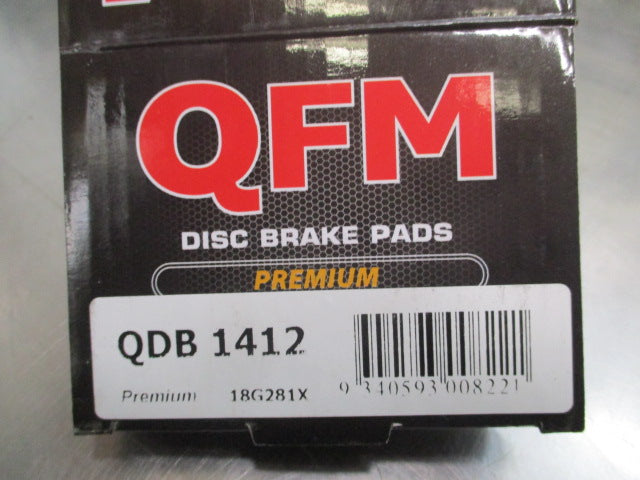 QFM
DISC BRAKE PADS
PREMIUM
QDB 1412
Premium 18G281X
9 340593 008221